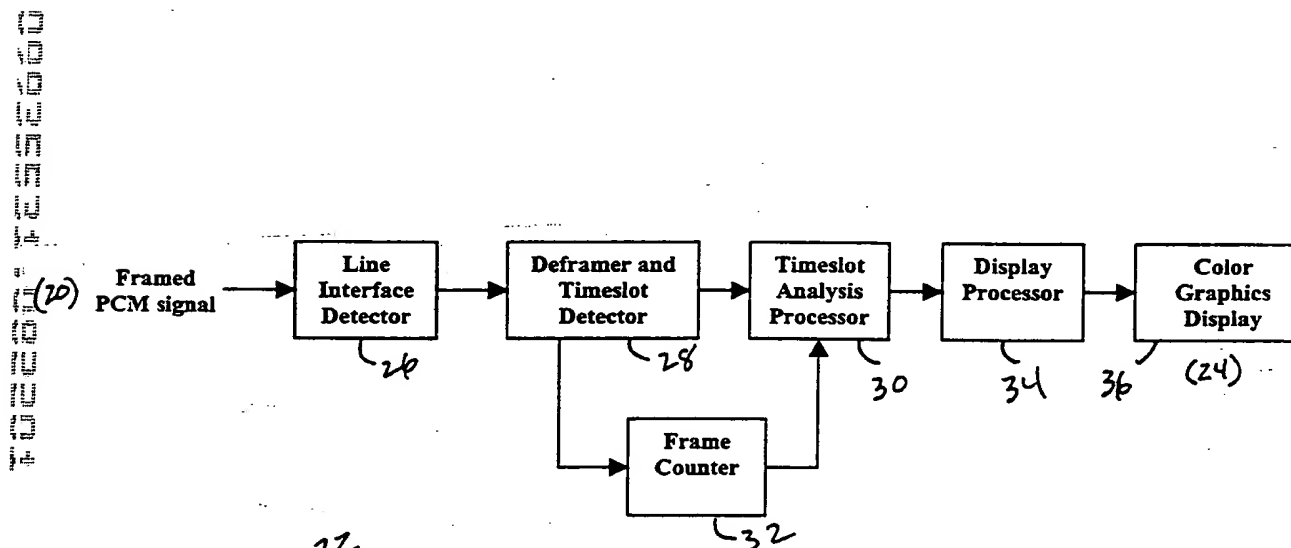 (20)
Framed
PCM signal
Line
Interface
Detector
26
Deframer and
Timeslot
Detector
28
Timeslot
Analysis
Processor
30
Display
Processor
34
Color
Graphics
Display
36
(24)
Frame
Counter
32
22